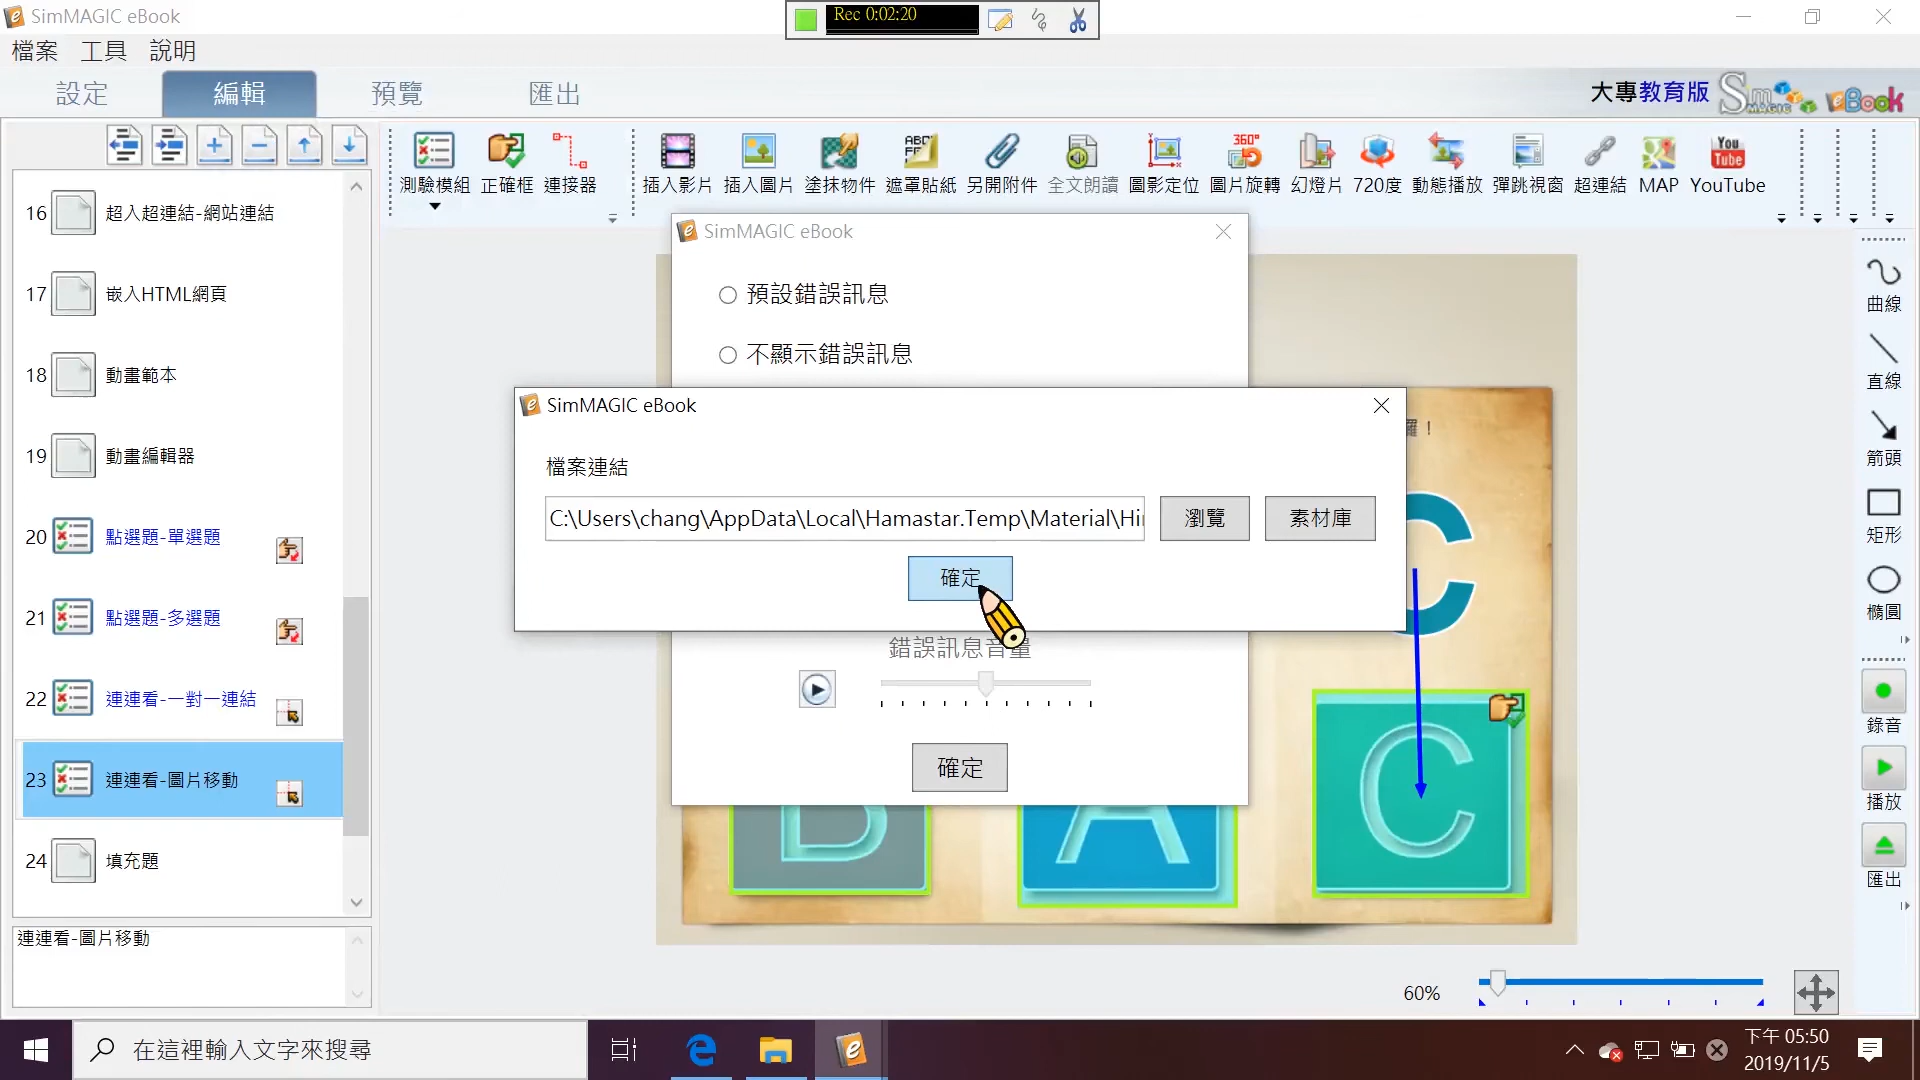 SimMAGIC eBook
Rec 0:02:20
檔案 工具 說明
設定 編輯 預覽 匯出
大專教育版 SimMAGIC eBook
測驗模組 正確框 連接器 插入影片 插入圖片 塗抹物件 遮罩貼紙 另開附件 全文朗讀 圖影定位 圖片旋轉 幻燈片 720度 動態播放 彈跳視窗 超連結 MAP YouTube
16 超入超連結-網站連結
17 嵌入HTML網頁
18 動畫範本
19 動畫編輯器
20 點選題-單選題
21 點選題-多選題
22 連連看-一對一連結
23 連連看-圖片移動
24 填充題
連連看-圖片移動
SimMAGIC eBook
預設錯誤訊息
不顯示錯誤訊息
SimMAGIC eBook
檔案連結
C:\Users\chang\AppData\Local\Hamastar.Temp\Material\Hi
瀏覽
素材庫
確定
錯誤訊息音量
確定
囉！
C
B
A
C
曲線
直線
箭頭
矩形
橢圓
錄音
播放
匯出
60%
在這裡輸入文字來搜尋
下午 05:50
2019/11/5